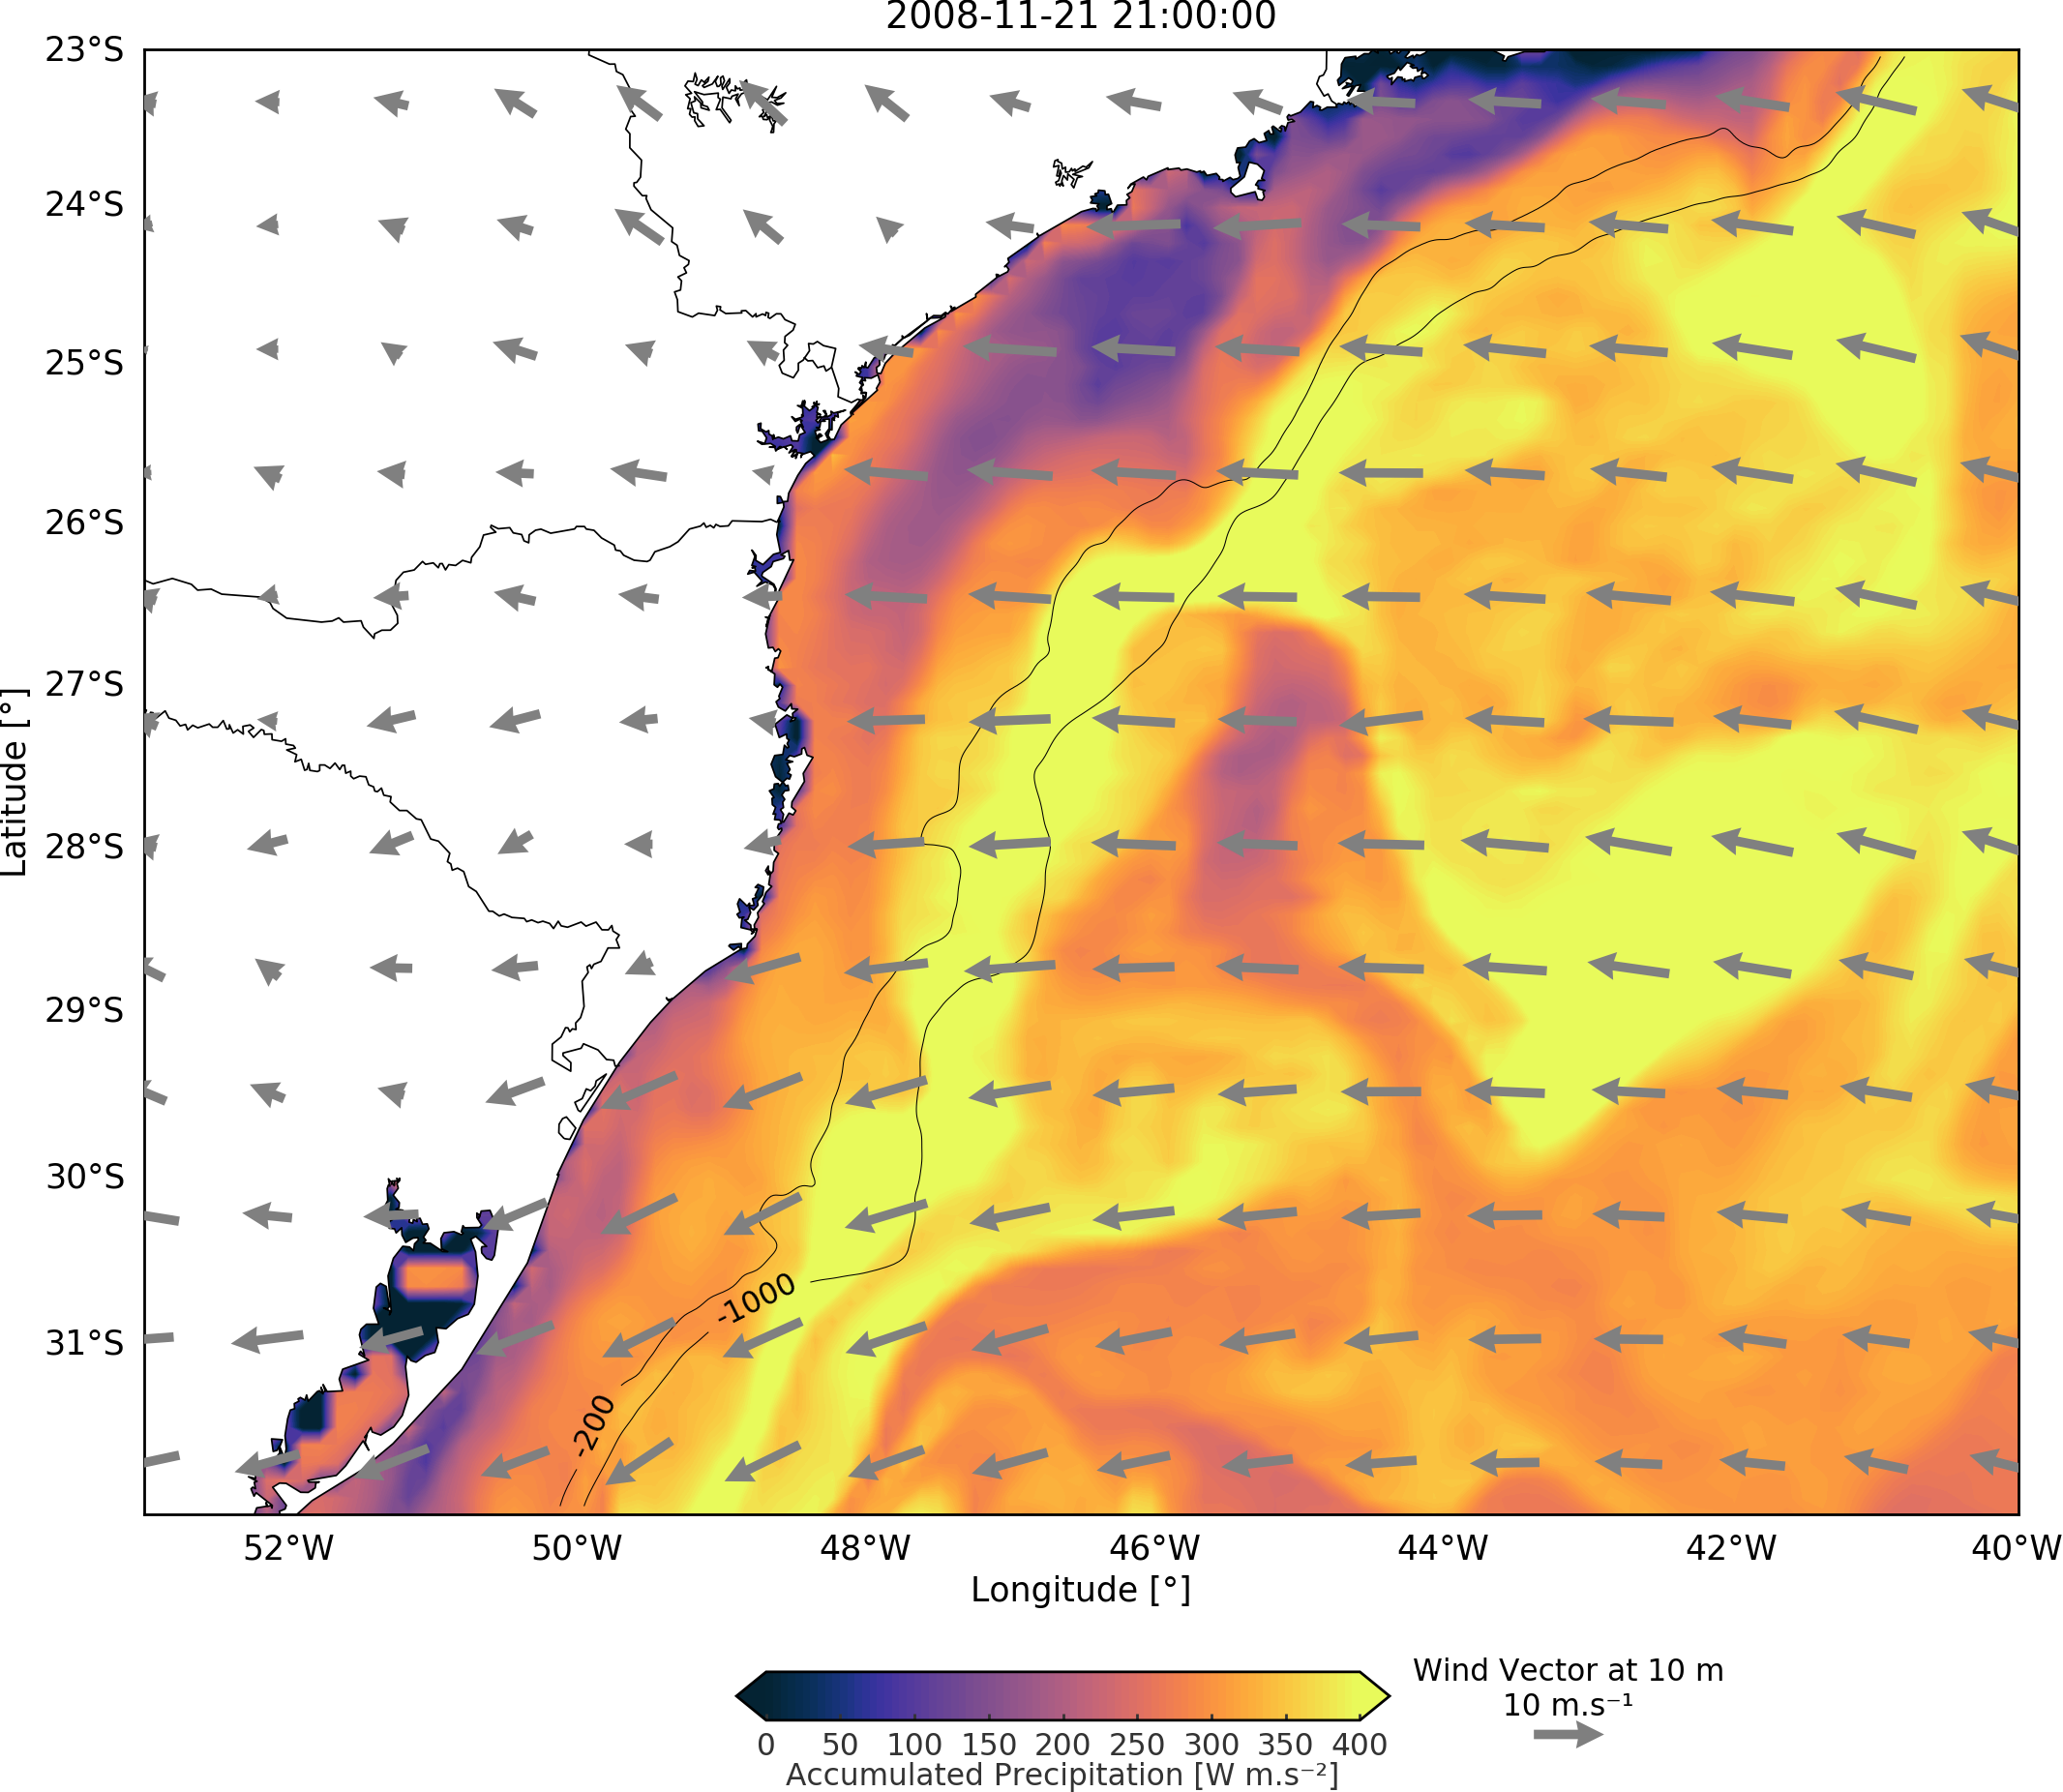 2008-11-21 21:00:00
23°S
24°S
25°S
26°S
27°S
28°S
29°S
30°S
31°S
Latitude [°]
-1000
-200
52°W 50°W 48°W 46°W 44°W 42°W 40°W
Longitude [°]
Wind Vector at 10 m
10 m.s⁻¹
0 50 100 150 200 250 300 350 400
Accumulated Precipitation [W m.s⁻²]